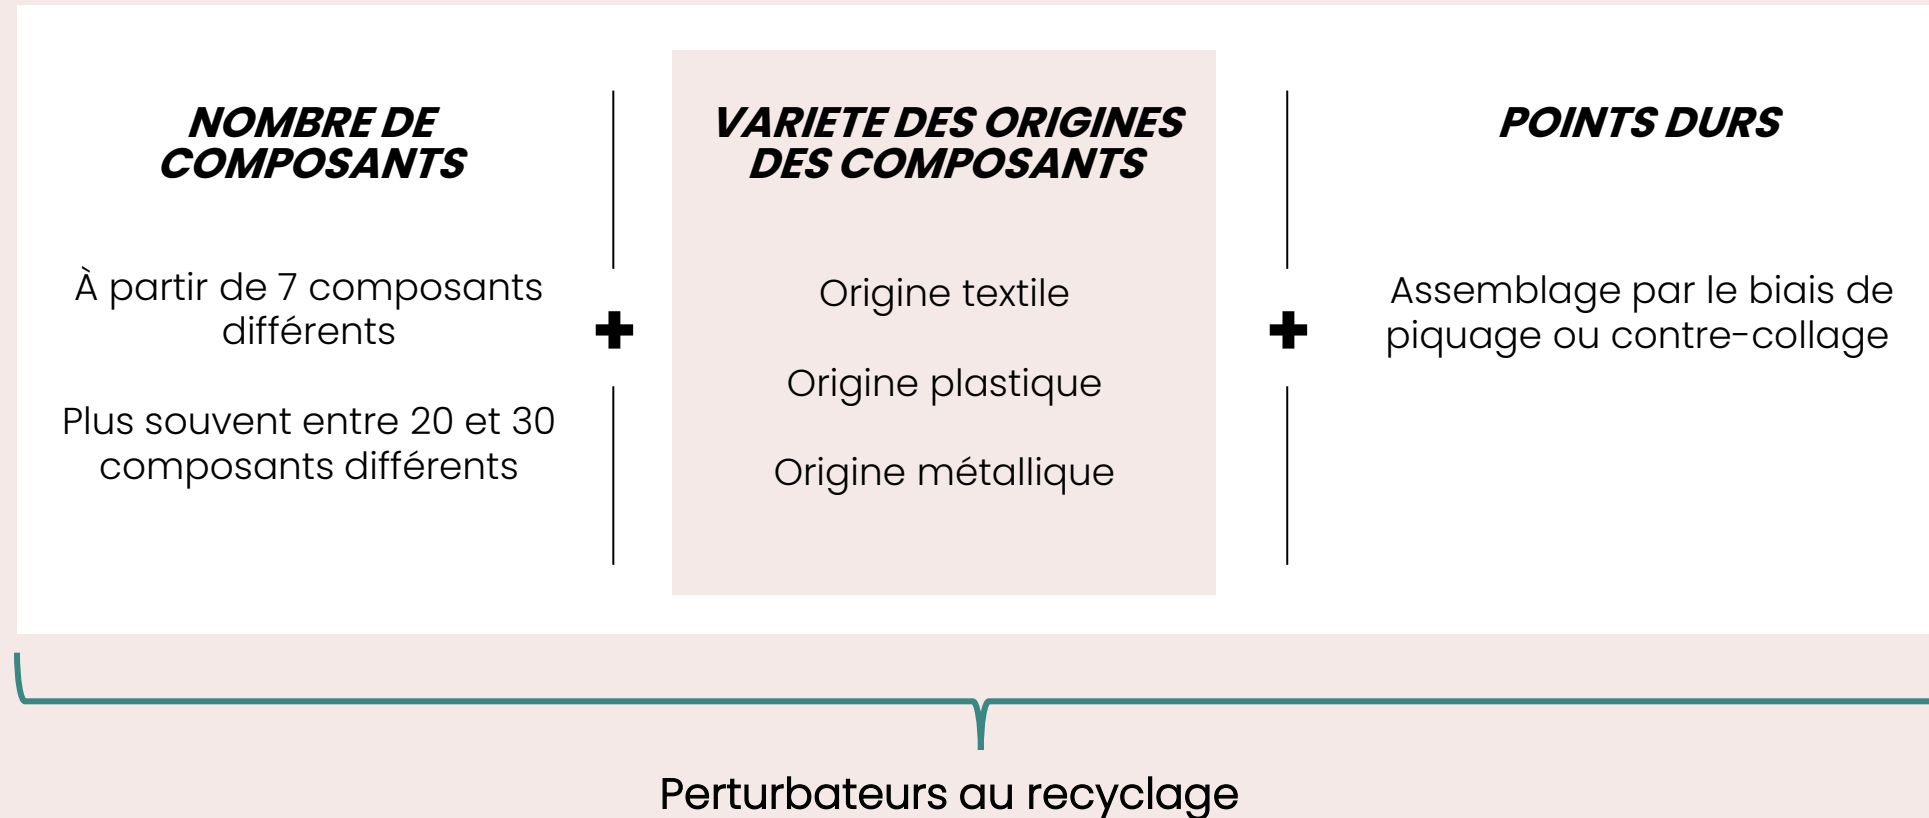 NOMBRE DE
COMPOSANTS
À partir de 7 composants
différents
Plus souvent entre 20 et 30
composants différents
VARIETE DES ORIGINES
DES COMPOSANTS
Origine textile
Origine plastique
Origine métallique
POINTS DURS
Assemblage par le biais de
piquage ou contre-collage
Perturbateurs au recyclage